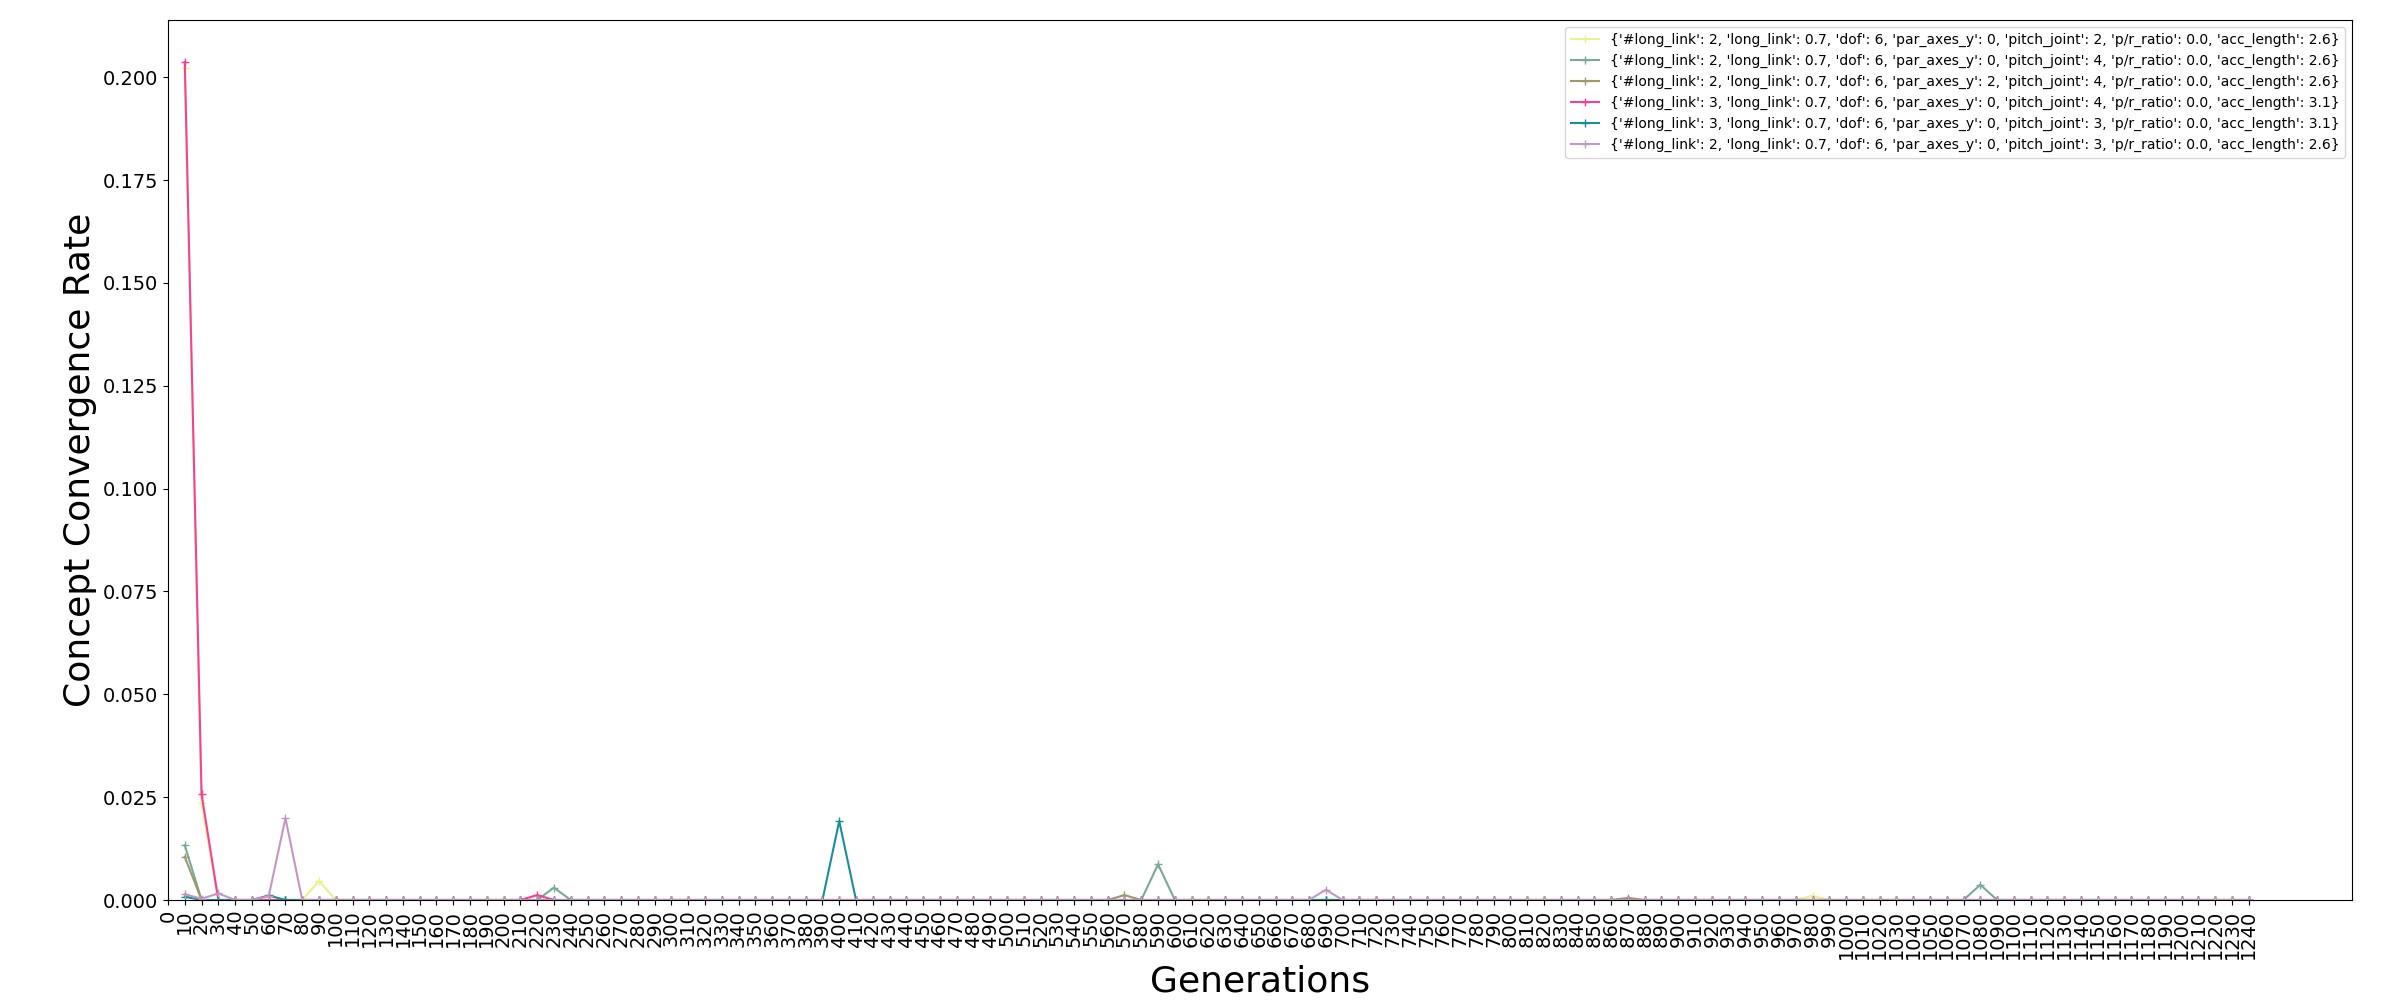 {'#long_link': 2, 'long_link': 0.7, 'dof': 6, 'par_axes_y': 0, 'pitch_joint': 2, 'p/r_ratio': 0.0, 'acc_length': 2.6}
{'#long_link': 2, 'long_link': 0.7, 'dof': 6, 'par_axes_y': 0, 'pitch_joint': 4, 'p/r_ratio': 0.0, 'acc_length': 2.6}
{'#long_link': 2, 'long_link': 0.7, 'dof': 6, 'par_axes_y': 2, 'pitch_joint': 4, 'p/r_ratio': 0.0, 'acc_length': 2.6}
{'#long_link': 3, 'long_link': 0.7, 'dof': 6, 'par_axes_y': 0, 'pitch_joint': 4, 'p/r_ratio': 0.0, 'acc_length': 3.1}
{'#long_link': 3, 'long_link': 0.7, 'dof': 6, 'par_axes_y': 0, 'pitch_joint': 3, 'p/r_ratio': 0.0, 'acc_length': 3.1}
{'#long_link': 2, 'long_link': 0.7, 'dof': 6, 'par_axes_y': 0, 'pitch_joint': 3, 'p/r_ratio': 0.0, 'acc_length': 2.6}
Concept Convergence Rate
0.200
0.175
0.150
0.125
0.100
0.075
0.050
0.025
0.000
0 10 20 30 40 50 60 70 80 90 100 110 120 130 140 150 160 170 180 190 200 210 220 230 240 250 260 270 280 290 300 310 320 330 340 350 360 370 380 390 400 410 420 430 440 450 460 470 480 490 500 510 520 530 540 550 560 570 580 590 600 610 620 630 640 650 660 670 680 690 700 710 720 730 740 750 760 770 780 790 800 810 820 830 840 850 860 870 880 890 900 910 920 930 940 950 960 970 980 990 1000 1010 1020 1030 1040 1050 1060 1070 1080 1090 1100 1110 1120 1130 1140 1150 1160 1170 1180 1190 1200 1210 1220 1230 1240
Generations